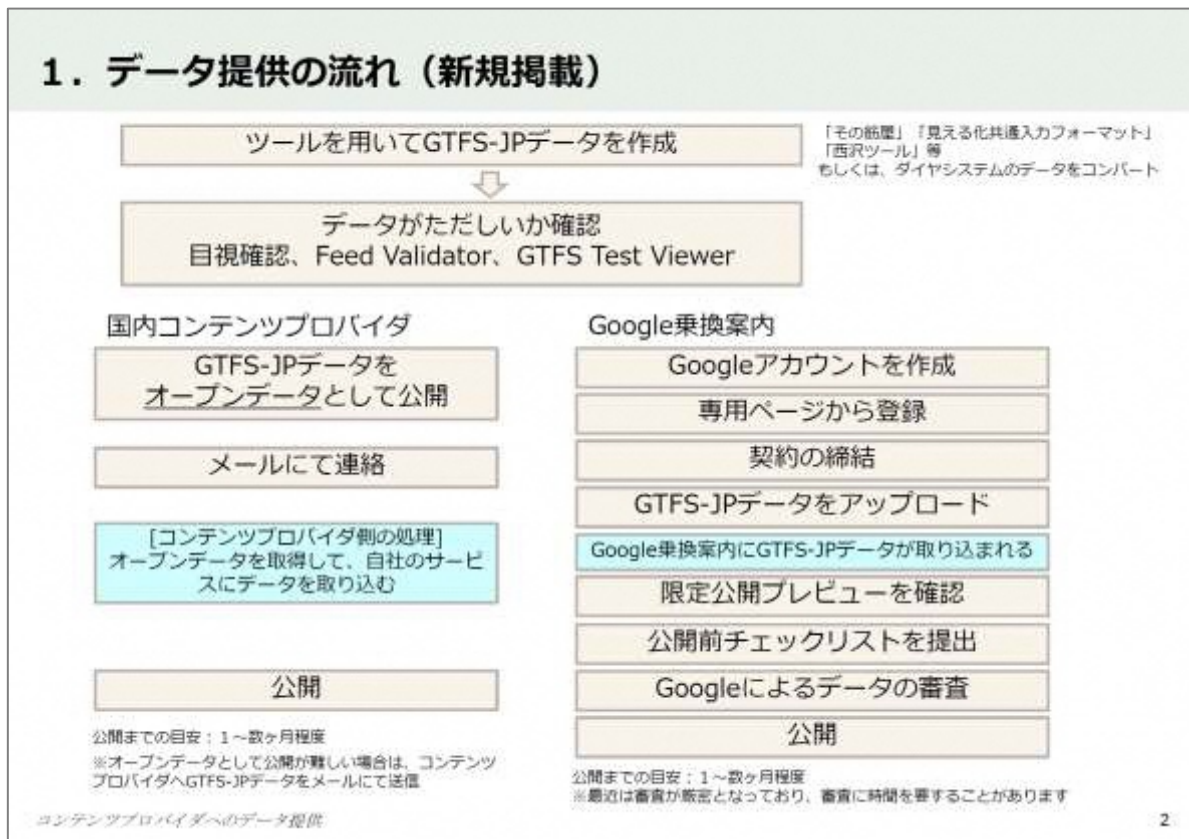 1．データ提供の流れ（新規掲載）
ツールを用いてGTFS-JPデータを作成
「その筋屋」「見える化共通入力フォーマット」
「西沢ツール」等
もしくは、ダイヤシステムのデータをコンバート
データがただしいか確認
目視確認、Feed Validator、GTFS Test Viewer
国内コンテンツプロバイダ
GTFS-JPデータを
オープンデータとして公開
メールにて連絡
[コンテンツプロバイダ側の処理]
オープンデータを取得して、自社のサービ
スにデータを取り込む
公開
公開までの目安：１～数ヶ月程度
※オープンデータとして公開が難しい場合は、コンテンツ
プロバイダへGTFS-JPデータをメールにて送信
Google乗換案内
Googleアカウントを作成
専用ページから登録
契約の締結
GTFS-JPデータをアップロード
Google乗換案内にGTFS-JPデータが取り込まれる
限定公開プレビューを確認
公開前チェックリストを提出
Googleによるデータの審査
公開
公開までの目安：１～数ヶ月程度
※最近は審査が厳密となっており、審査に時間を要することがあります
コンテンツプロバイダへのデータ提供
2